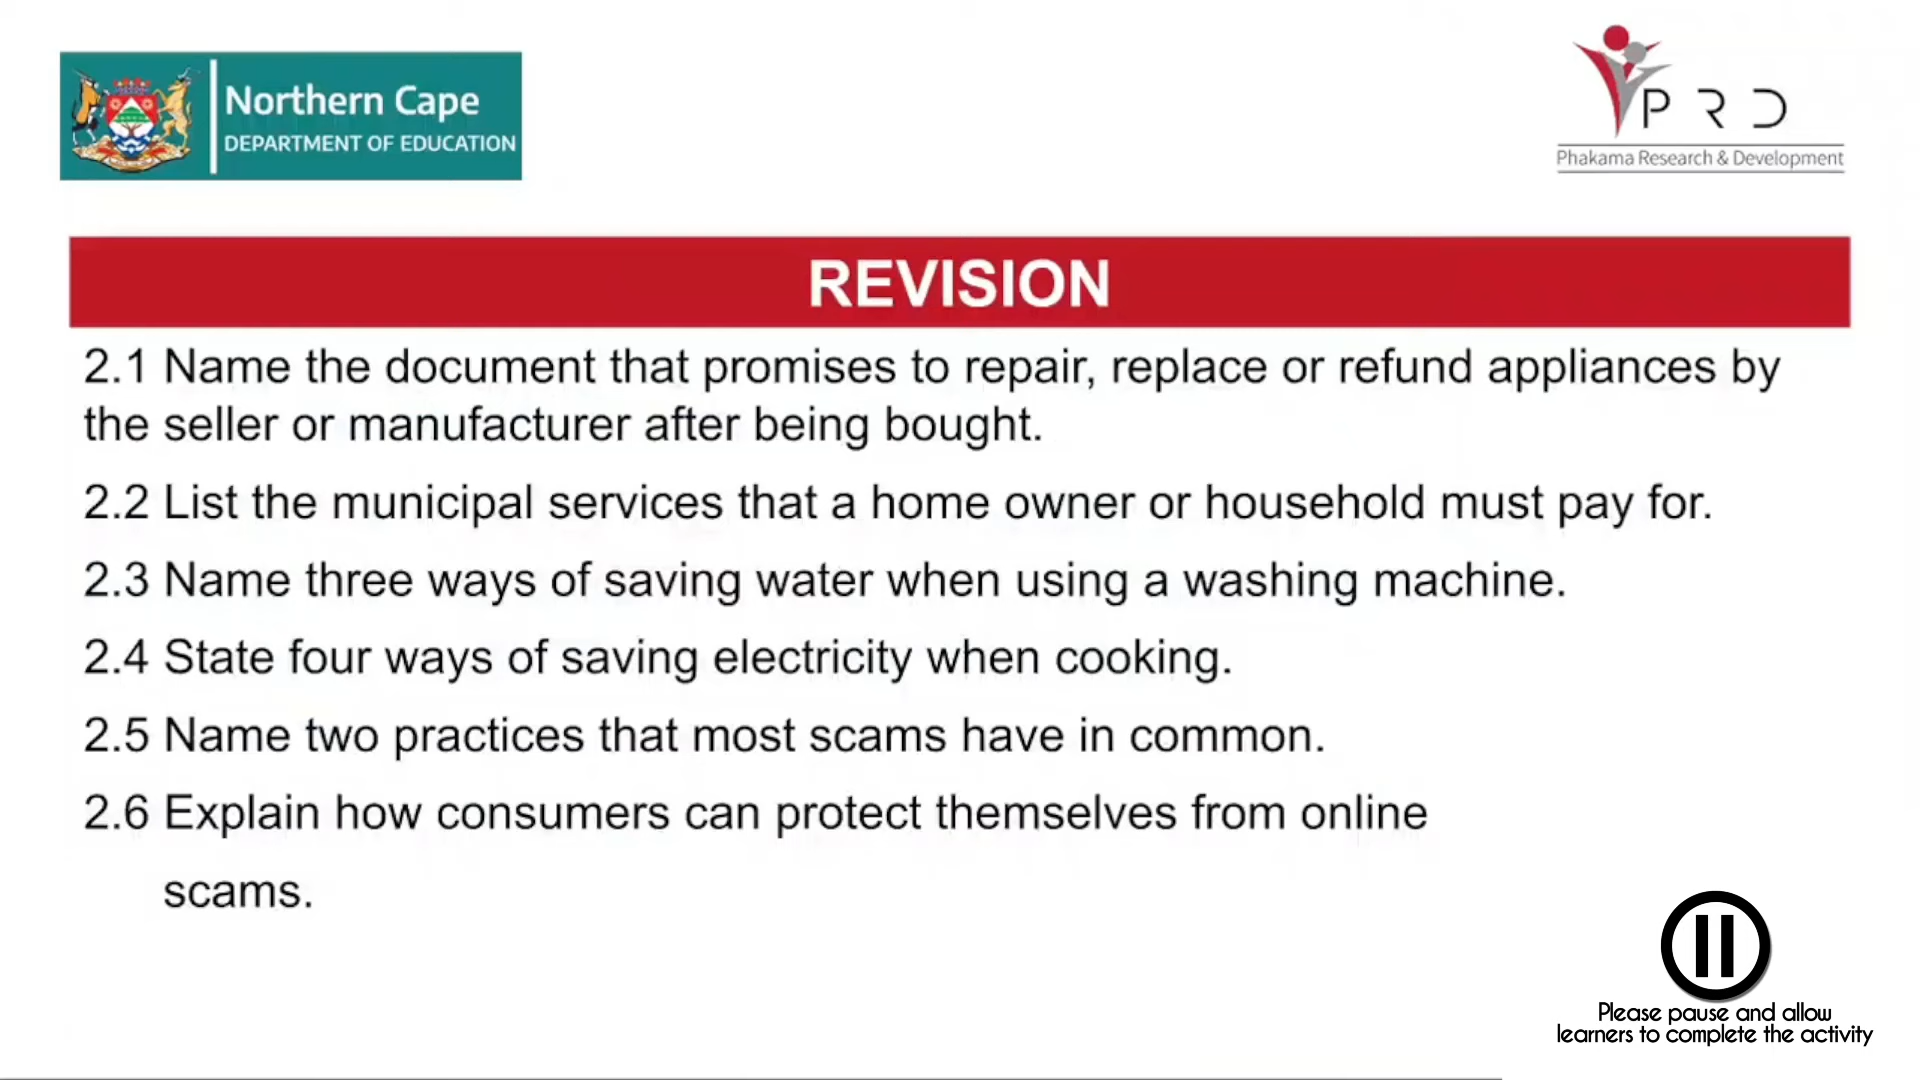 Northern Cape
DEPARTMENT OF EDUCATION
PRD
Phakama Research & Development
REVISION
2.1 Name the document that promises to repair, replace or refund appliances by
the seller or manufacturer after being bought.
2.2 List the municipal services that a home owner or household must pay for.
2.3 Name three ways of saving water when using a washing machine.
2.4 State four ways of saving electricity when cooking.
2.5 Name two practices that most scams have in common.
2.6 Explain how consumers can protect themselves from online
scams.
Please pause and allow
learners to complete the activity